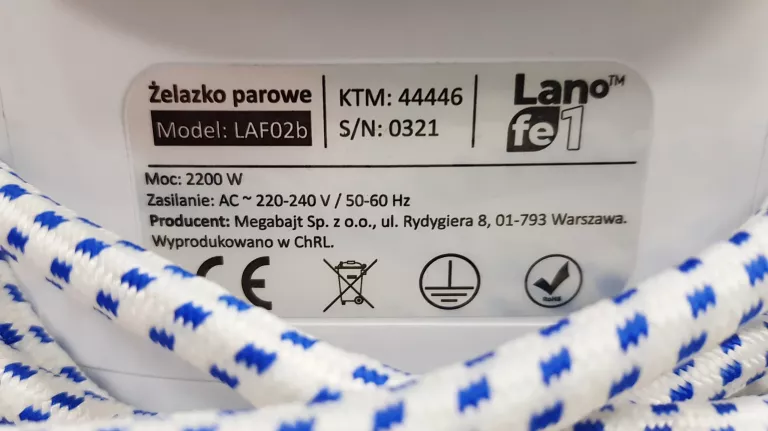 Żelazko parowe
Model: LAF02b
KTM: 44446
S/N: 0321
Lano™
fe1
Moc: 2200 W
Zasilanie: AC ~ 220-240 V / 50-60 Hz
Producent: Megabajt Sp. z o.o., ul. Rydygiera 8, 01-793 Warszawa.
Wyprodukowano w ChRL.
CE
RoHS